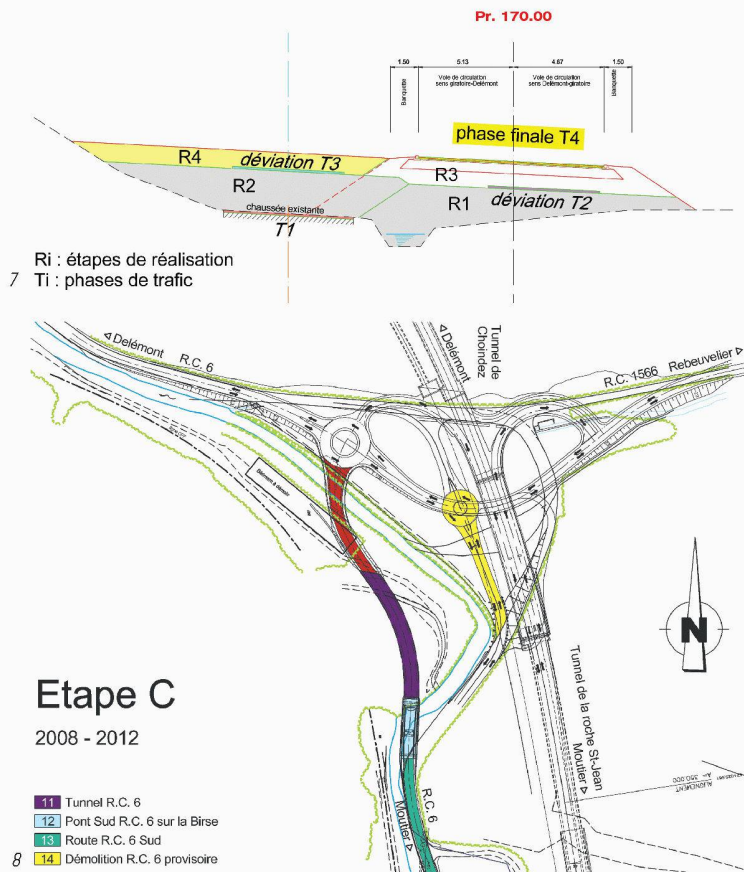 Pr. 170.00
1.50
5.13
4.87
1.50
Banquette
Voie de circulation
sens giratoire-Delémont
Voie de circulation
sens Delémont-giratoire
Banquette
phase finale T4
R4
déviation T3
R3
R2
R1
déviation T2
chaussée existante
T1
Ri : étapes de réalisation
7 Ti : phases de trafic
Delémont R.C. 6
Delémont
Tunnel de
Choindez
R.C. 1566 Rebeuvelier
Bâtiment à démolir
N
Tunnel de la roche St-Jean
Moutier
ALIGNEMENT
Etape C
2008 - 2012
Moutier
R.C. 6
11 Tunnel R.C. 6
12 Pont Sud R.C. 6 sur la Birse
13 Route R.C. 6 Sud
8 14 Démolition R.C. 6 provisoire